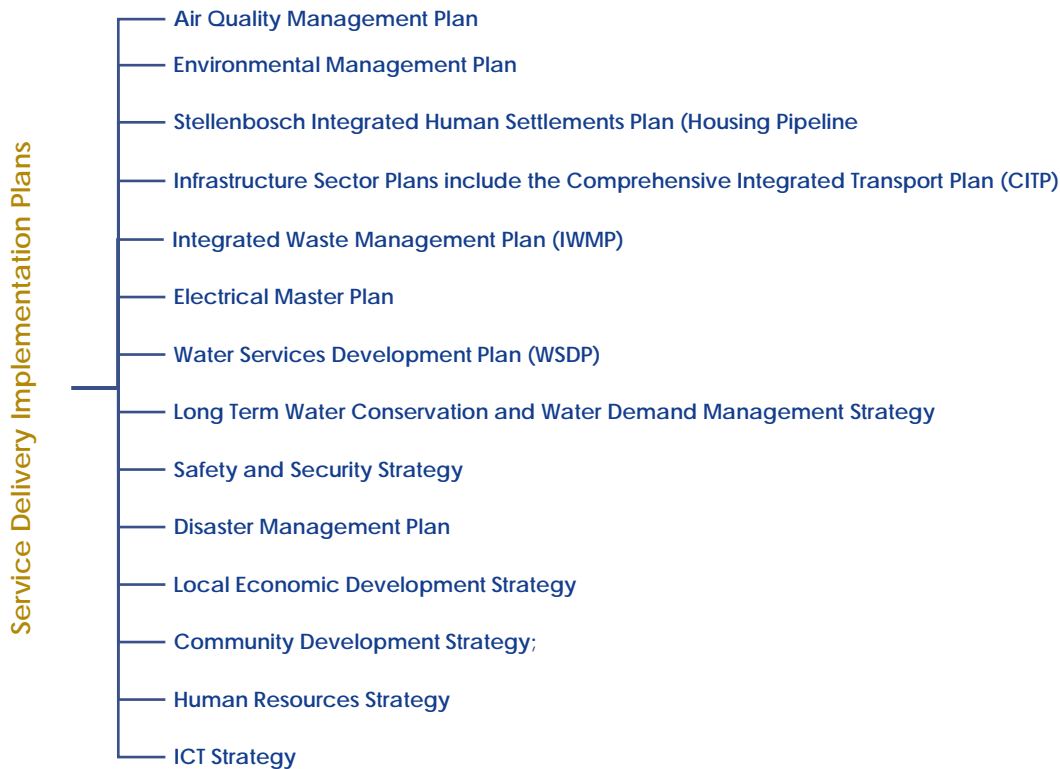 Service Delivery Implementation Plans
Air Quality Management Plan
Environmental Management Plan
Stellenbosch Integrated Human Settlements Plan (Housing Pipeline
Infrastructure Sector Plans include the Comprehensive Integrated Transport Plan (CITP)
Integrated Waste Management Plan (IWMP)
Electrical Master Plan
Water Services Development Plan (WSDP)
Long Term Water Conservation and Water Demand Management Strategy
Safety and Security Strategy
Disaster Management Plan
Local Economic Development Strategy
Community Development Strategy;
Human Resources Strategy
ICT Strategy